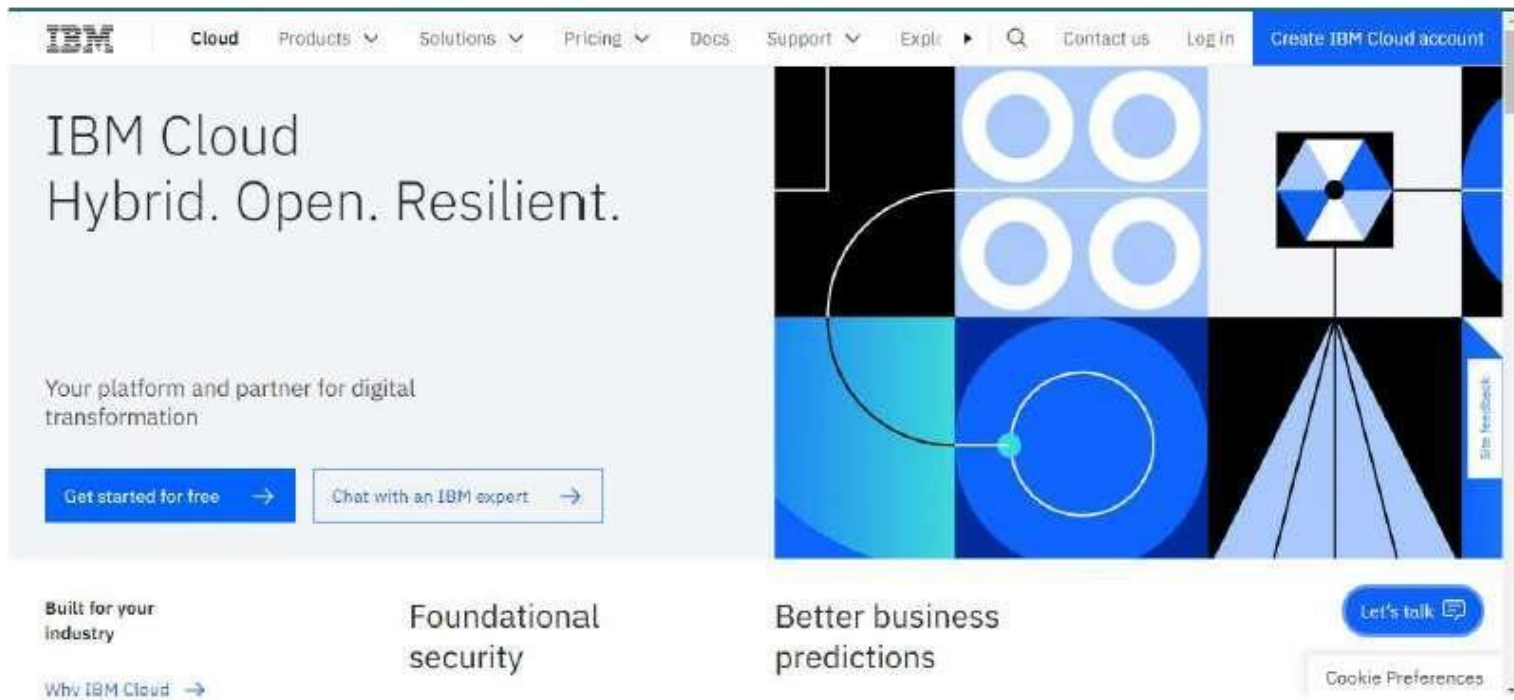 IBM Cloud Products Solutions Pricing Docs Support Explo Contact us Log in Create IBM Cloud account
IBM Cloud
Hybrid. Open. Resilient.
Your platform and partner for digital
transformation
Get started for free Chat with an IBM expert
Site feedback
Built for your
industry
Why IBM Cloud
Foundational
security
Better business
predictions
Let's talk
Cookie Preferences